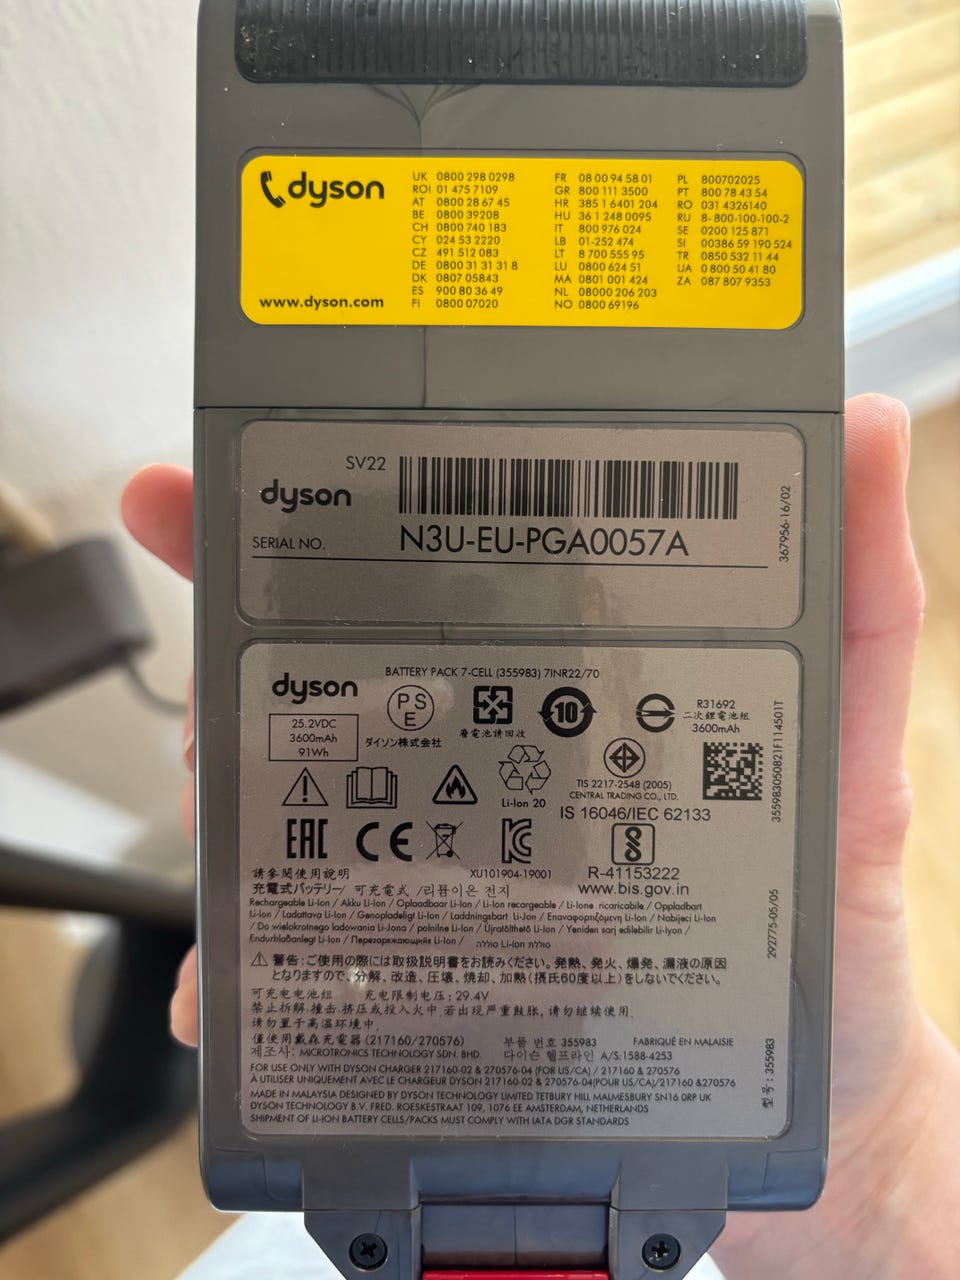 dyson
www.dyson.com
UK 0800 298 0298
ROI 01 475 7109
AT 0800 28 67 45
BE 0800 39208
CH 0800 740 183
CY 024 53 2220
CZ 491 512 083
DE 0800 31 31 31 8
DK 0807 05843
ES 900 80 36 49
FI 0800 07020
FR 08 00 94 58 01
GR 800 111 3500
HR 385 1 6401 204
HU 36 1 248 0095
IT 800 976 024
LB 01-252 474
LT 8 700 555 95
LU 0800 624 51
MA 0801 001 424
NL 08000 206 203
NO 0800 69196
PL 800702025
PT 800 78 43 54
RO 031 4326140
RU 8-800-100-100-2
SE 0200 125 871
SI 00386 59 190 524
TR 0850 532 11 44
UA 0 800 50 41 80
ZA 087 807 9353
SV22
dyson
SERIAL NO. N3U-EU-PGA0057A
367956-16/02
BATTERY PACK 7-CELL (355983) 7INR22/70
dyson
25.2VDC
3600mAh
91Wh
PS
E
ダイソン株式会社
廢電池請回收
10
R31692
二次鋰電池組
3600mAh
355983050821F114501T
Li-Ion 20
TIS 2217-2548 (2005)
CENTRAL TRADING CO., LTD.
IS 16046/IEC 62133
EAC CE
XU101904-19001
R-41153222
www.bis.gov.in
請參閱使用說明
充電式バッテリー/ 可充電式 /리튬이온 전지
Rechargeable Li-Ion / Akku Li-Ion / Oplaadbaar Li-Ion / Li-Ion recargeable / Li-Ione ricaricabile / Oppladbart
Li-Ion / Ladattava Li-Ion / Genopladeligt Li-Ion / Laddningsbart Li-Jon / Επαναφορτιζόμενη Li-Ion / Nabijecí Li-Ion
/ Do wielokrotnego ladowania Li-Jona / polnilne Li-Ion / Újratölthető Li-Ion / Yeniden sarj edilebilir Li-Iyon /
Endurhlaðanlegt Li-Ion / Перезаряжающийся Li-Ion / סוללת Li-Ion נטענת
292775-05/05
警告: ご使用の際には取扱説明書をお読みください。発熱、発火、爆発、漏液の原因
となりますので、分解、改造、圧壊、焼却、加熱(摂氏60度以上)をしないでください。
可充电电池组 充电限制电压: 29.4V
禁止拆解,撞击,挤压或投入火中,若出现严重鼓胀,请勿继续使用.
请勿置于高温环境中.
僅使用戴森充電器 (217160/270576) 부품 번호 355983 FABRIQUÉ EN MALAISIE
제조사: MICROTRONICS TECHNOLOGY SDN. BHD. 다이슨 헬프라인 A/S:1588-4253
FOR USE ONLY WITH DYSON CHARGER 217160-02 & 270576-04 (FOR US/CA) / 217160 & 270576
À UTILISER UNIQUEMENT AVEC LE CHARGEUR DYSON 217160-02 & 270576-04(POUR US/CA)/217160 &270576
MADE IN MALAYSIA DESIGNED BY DYSON TECHNOLOGY LIMITED TETBURY HILL MALMESBURY SN16 0RP UK
DYSON TECHNOLOGY B.V. FRED. ROESKESTRAAT 109, 1076 EE AMSTERDAM, NETHERLANDS
SHIPMENT OF LI-ION BATTERY CELLS/PACKS MUST COMPLY WITH IATA DGR STANDARDS
型号: 355983